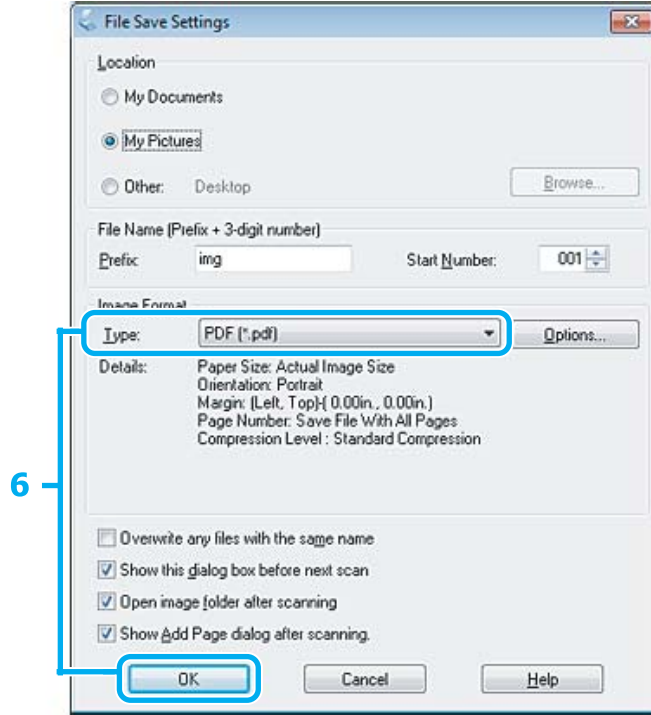 File Save Settings
Location
My Documents
My Pictures
Other: Desktop Browse...
File Name (Prefix + 3-digit number)
Prefix img Start Number: 001
Image Format
Type: PDF (*.pdf) Options...
Details: Paper Size: Actual Image Size
Orientation: Portrait
Margin: (Left, Top)-( 0.00in., 0.00in.)
Page Number: Save File With All Pages
Compression Level : Standard Compression
6
Overwrite any files with the same name
Show this dialog box before next scan
Open image folder after scanning
Show Add Page dialog after scanning.
OK Cancel Help